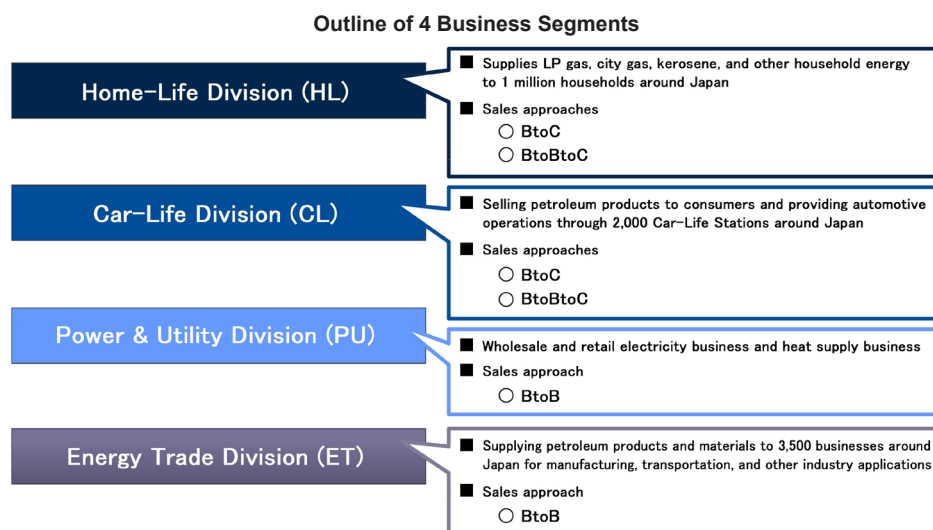 Outline of 4 Business Segments
Home-Life Division (HL)
■ Supplies LP gas, city gas, kerosene, and other household energy
to 1 million households around Japan
■ Sales approaches
○ BtoC
○ BtoBtoC
Car-Life Division (CL)
■ Selling petroleum products to consumers and providing automotive
operations through 2,000 Car-Life Stations around Japan
■ Sales approaches
○ BtoC
○ BtoBtoC
Power & Utility Division (PU)
■ Wholesale and retail electricity business and heat supply business
■ Sales approach
○ BtoB
Energy Trade Division (ET)
■ Supplying petroleum products and materials to 3,500 businesses around
Japan for manufacturing, transportation, and other industry applications
■ Sales approach
○ BtoB